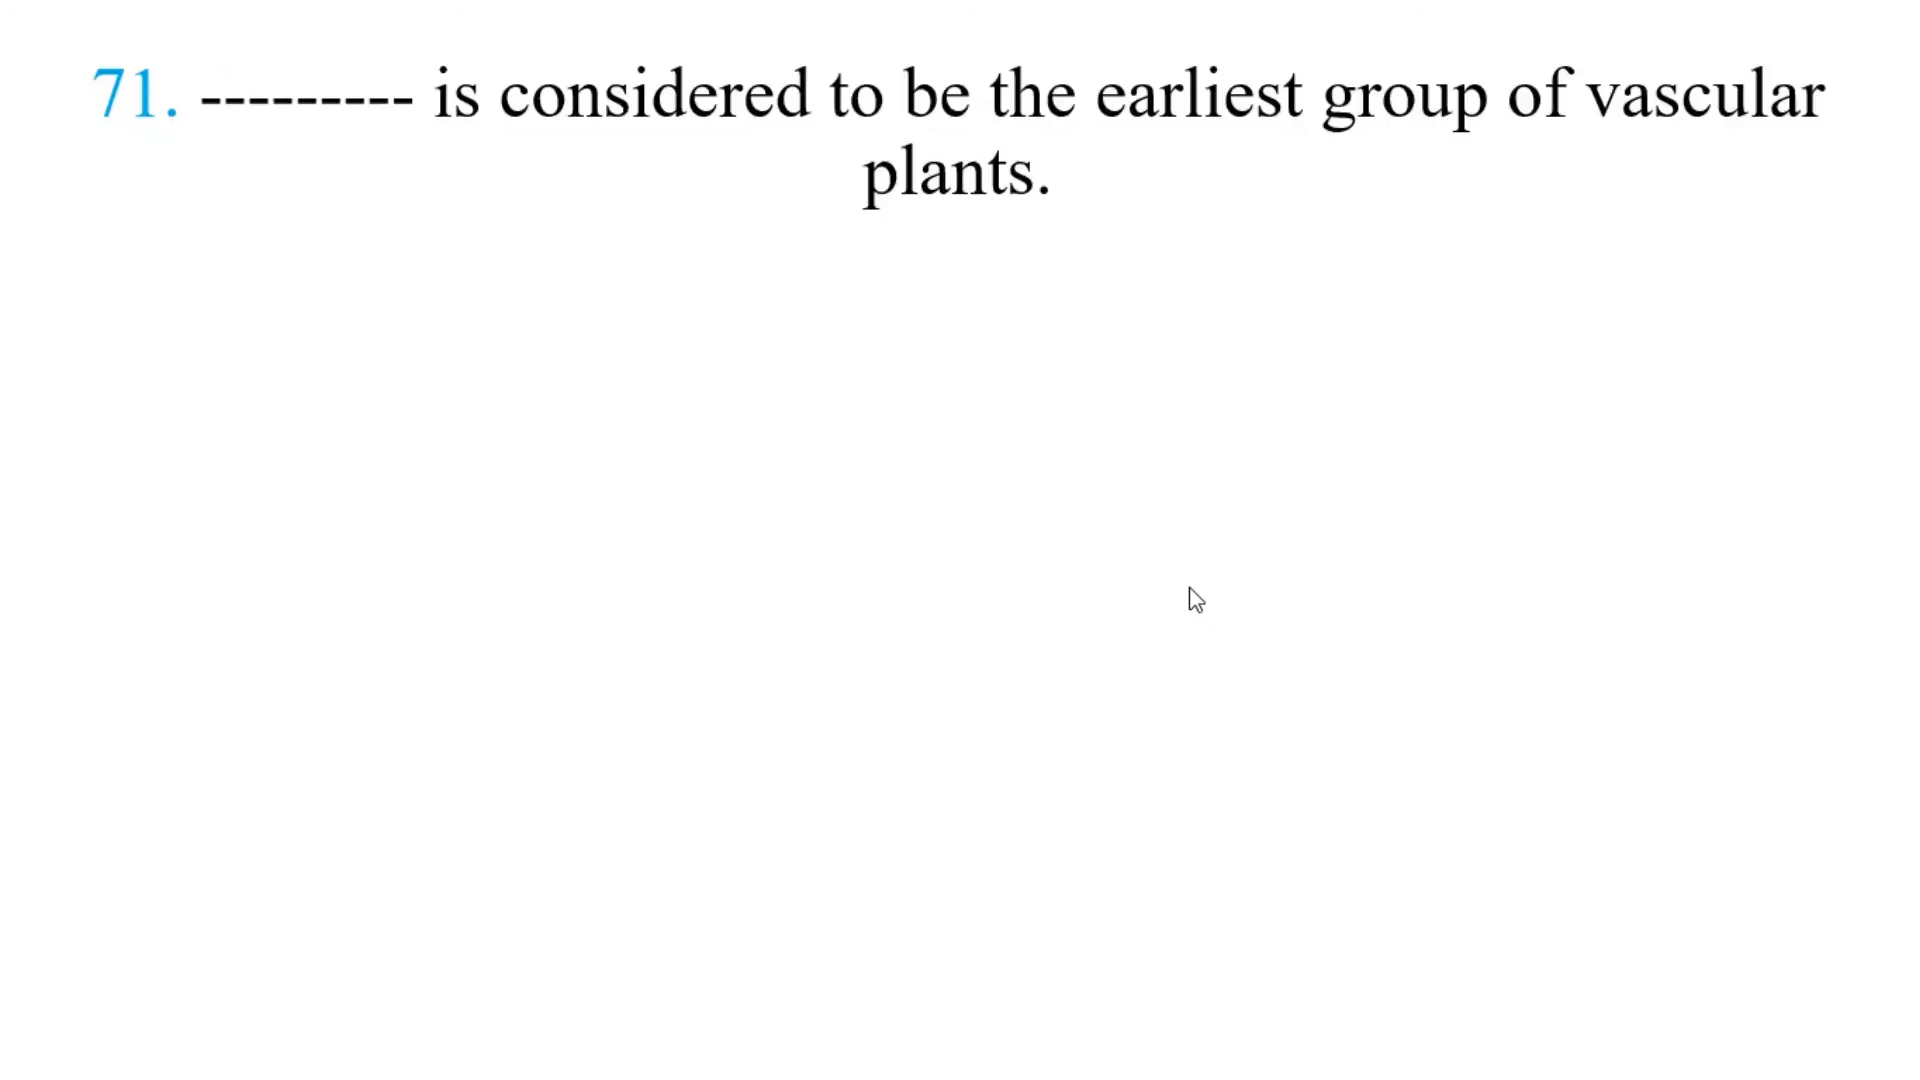 71. --------- is considered to be the earliest group of vascular
plants.